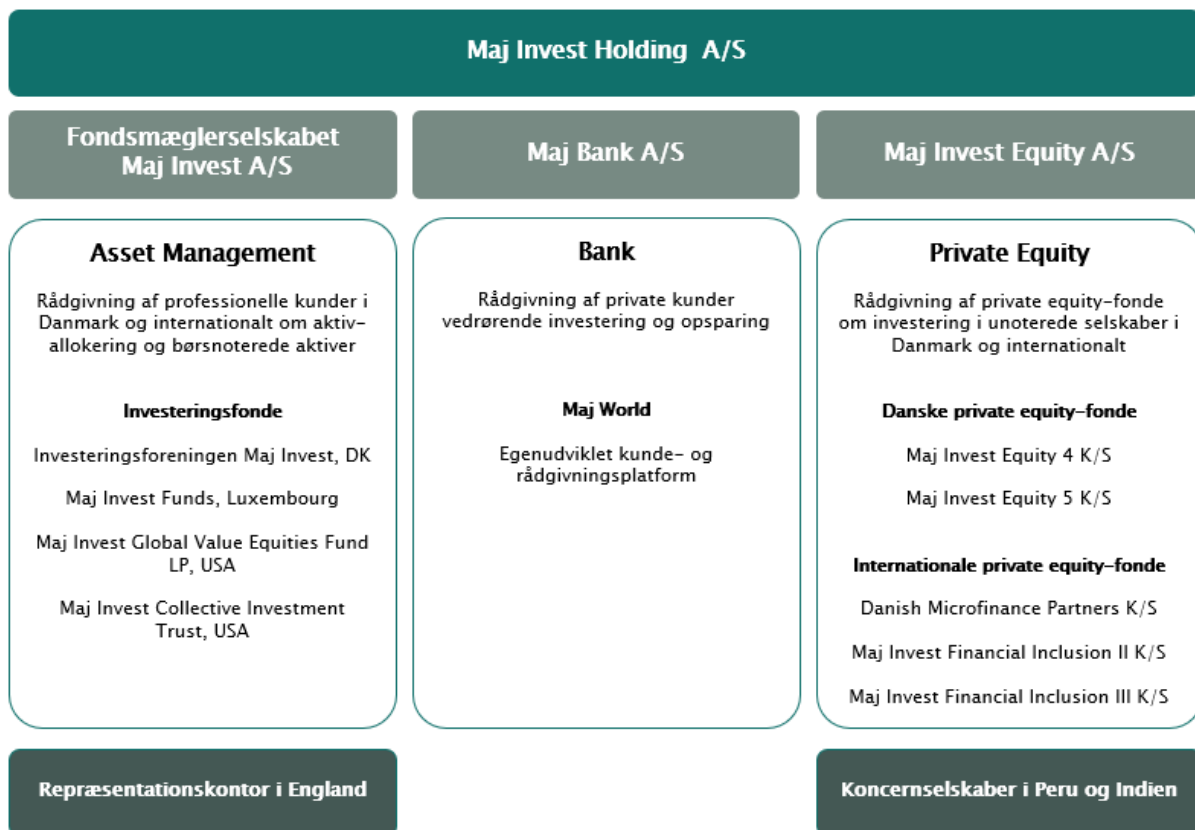 Maj Invest Holding A/S
Fondsmæglerselskabet
Maj Invest A/S
Maj Bank A/S
Maj Invest Equity A/S
Asset Management
Rådgivning af professionelle kunder i
Danmark og internationalt om aktiv-
allokering og børsnoterede aktiver
Investeringsfonde
Investeringsforeningen Maj Invest, DK
Maj Invest Funds, Luxembourg
Maj Invest Global Value Equities Fund
LP, USA
Maj Invest Collective Investment
Trust, USA
Bank
Rådgivning af private kunder
vedrørende investering og opsparing
Maj World
Egenudviklet kunde- og
rådgivningsplatform
Private Equity
Rådgivning af private equity-fonde
om investering i unoterede selskaber i
Danmark og internationalt
Danske private equity-fonde
Maj Invest Equity 4 K/S
Maj Invest Equity 5 K/S
Internationale private equity-fonde
Danish Microfinance Partners K/S
Maj Invest Financial Inclusion II K/S
Maj Invest Financial Inclusion III K/S
Repræsentationskontor i England
Koncernselskaber i Peru og Indien